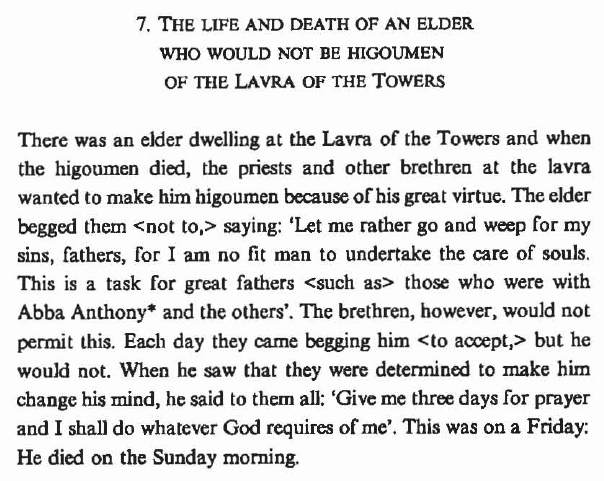 7. THE LIFE AND DEATH OF AN ELDER
WHO WOULD NOT BE HIGOUMEN
OF THE LAVRA OF THE TOWERS
There was an elder dwelling at the Lavra of the Towers and when
the higoumen died, the priests and other brethren at the lavra
wanted to make him higoumen because of his great virtue. The elder
begged them <not to,> saying: ‘Let me rather go and weep for my
sins, fathers, for I am no fit man to undertake the care of souls.
This is a task for great fathers <such as> those who were with
Abba Anthony* and the others’. The brethren, however, would not
permit this. Each day they came begging him <to accept,> but he
would not. When he saw that they were determined to make him
change his mind, he said to them all: ‘Give me three days for prayer
and I shall do whatever God requires of me’. This was on a Friday:
He died on the Sunday morning.